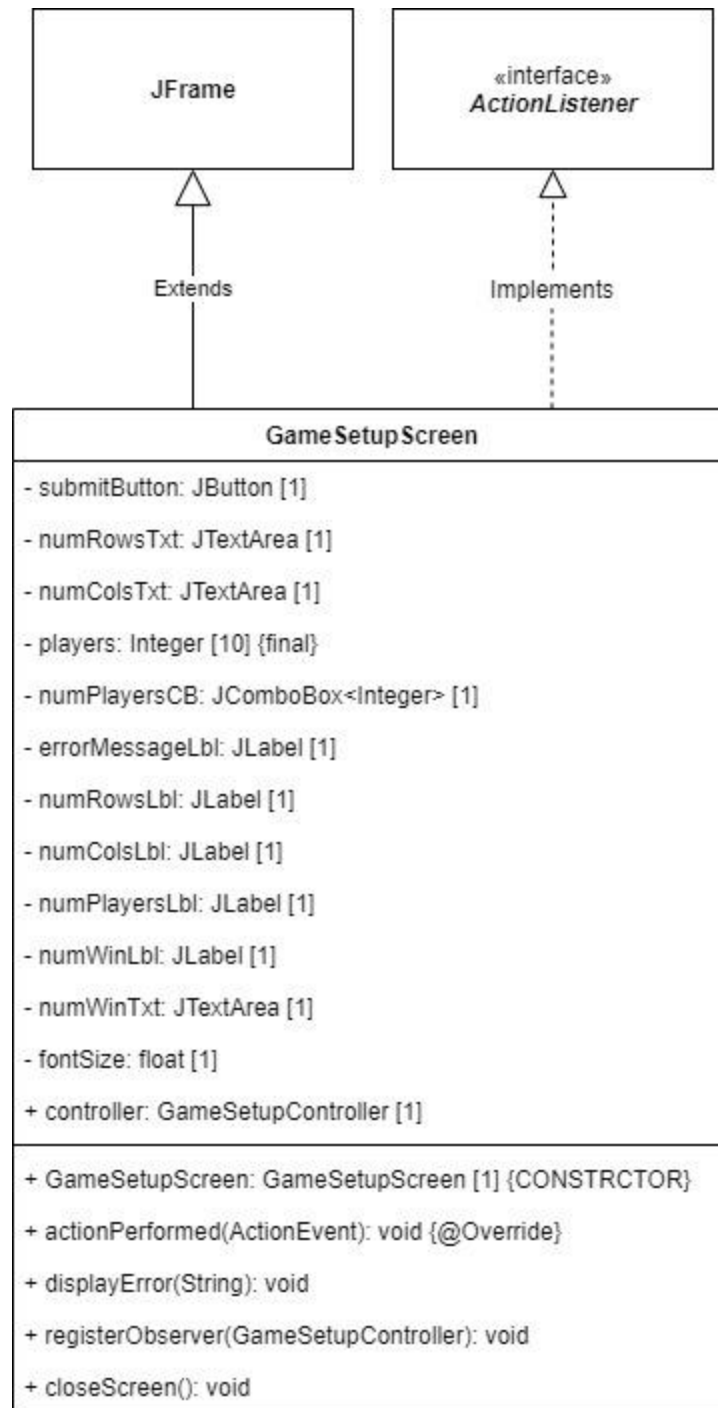 JFrame
«interface»
ActionListener
Extends
Implements
GameSetupScreen
- submitButton: JButton [1]
- numRowsTxt: JTextArea [1]
- numColsTxt: JTextArea [1]
- players: Integer [10] {final}
- numPlayersCB: JComboBox<Integer> [1]
- errorMessageLbl: JLabel [1]
- numRowsLbl: JLabel [1]
- numColsLbl: JLabel [1]
- numPlayersLbl: JLabel [1]
- numWinLbl: JLabel [1]
- numWinTxt: JTextArea [1]
- fontSize: float [1]
+ controller: GameSetupController [1]
+ GameSetupScreen: GameSetupScreen [1] {CONSTRCTOR}
+ actionPerformed(ActionEvent): void {@Override}
+ displayError(String): void
+ registerObserver(GameSetupController): void
+ closeScreen(): void